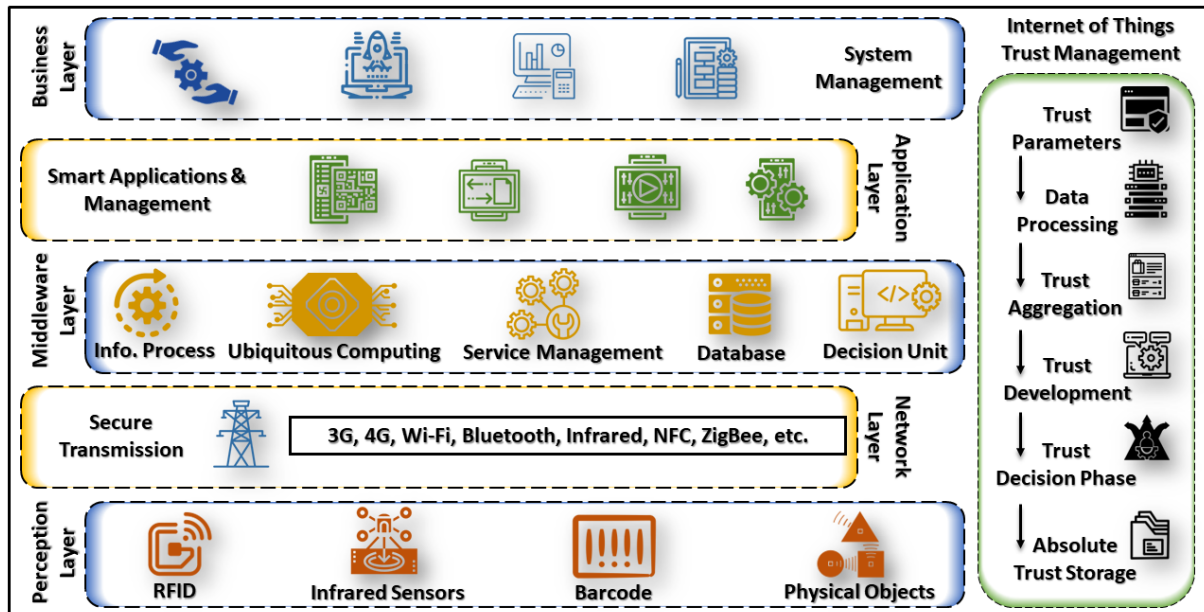 Business
Layer
System
Management
Smart Applications &
Management
Application
Layer
Middleware
Layer
Info. Process
Ubiquitous Computing
Service Management
Database
Decision Unit
Secure
Transmission
3G, 4G, Wi-Fi, Bluetooth, Infrared, NFC, ZigBee, etc.
Network
Layer
Perception
Layer
RFID
Infrared Sensors
Barcode
Physical Objects
Internet of Things
Trust Management
Trust
Parameters
Data
Processing
Trust
Aggregation
Trust
Development
Trust
Decision Phase
Absolute
Trust Storage